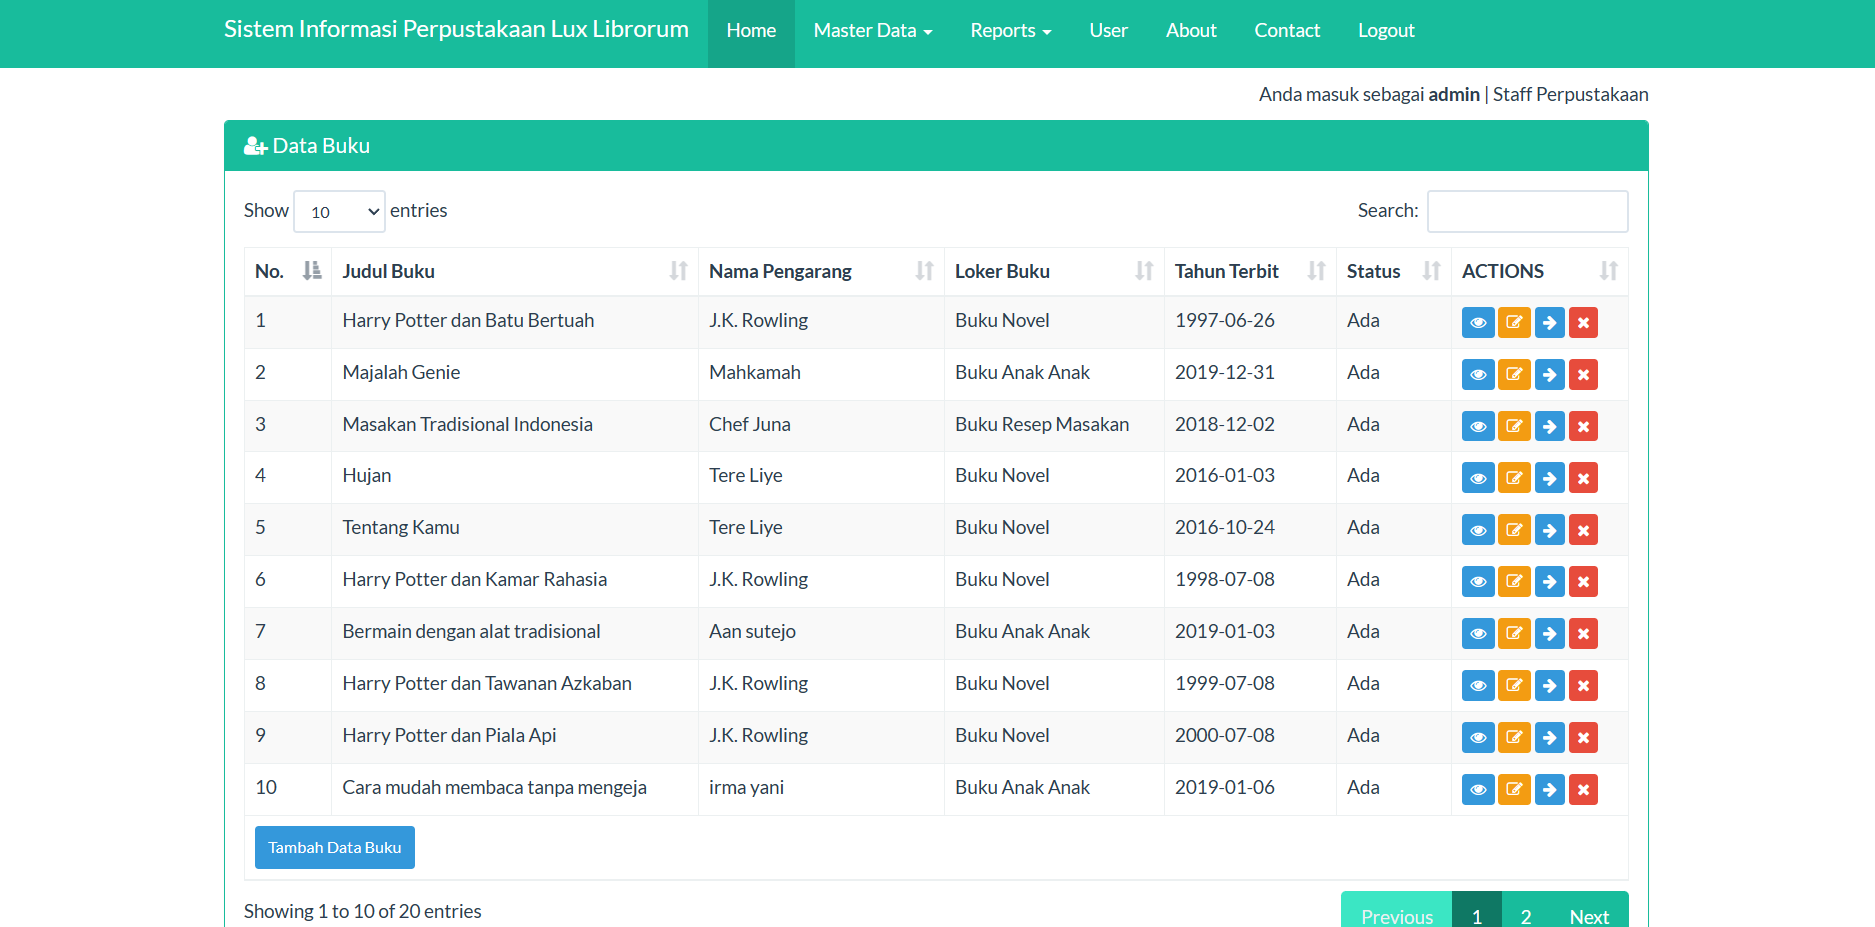 Sistem Informasi Perpustakaan Lux Librorum Home Master Data Reports User About Contact Logout
Anda masuk sebagai admin | Staff Perpustakaan
Data Buku
Show 10 entries Search:
No. Judul Buku Nama Pengarang Loker Buku Tahun Terbit Status ACTIONS
1 Harry Potter dan Batu Bertuah J.K. Rowling Buku Novel 1997-06-26 Ada
2 Majalah Genie Mahkamah Buku Anak Anak 2019-12-31 Ada
3 Masakan Tradisional Indonesia Chef Juna Buku Resep Masakan 2018-12-02 Ada
4 Hujan Tere Liye Buku Novel 2016-01-03 Ada
5 Tentang Kamu Tere Liye Buku Novel 2016-10-24 Ada
6 Harry Potter dan Kamar Rahasia J.K. Rowling Buku Novel 1998-07-08 Ada
7 Bermain dengan alat tradisional Aan sutejo Buku Anak Anak 2019-01-03 Ada
8 Harry Potter dan Tawanan Azkaban J.K. Rowling Buku Novel 1999-07-08 Ada
9 Harry Potter dan Piala Api J.K. Rowling Buku Novel 2000-07-08 Ada
10 Cara mudah membaca tanpa mengeja irma yani Buku Anak Anak 2019-01-06 Ada
Tambah Data Buku
Showing 1 to 10 of 20 entries Previous 1 2 Next